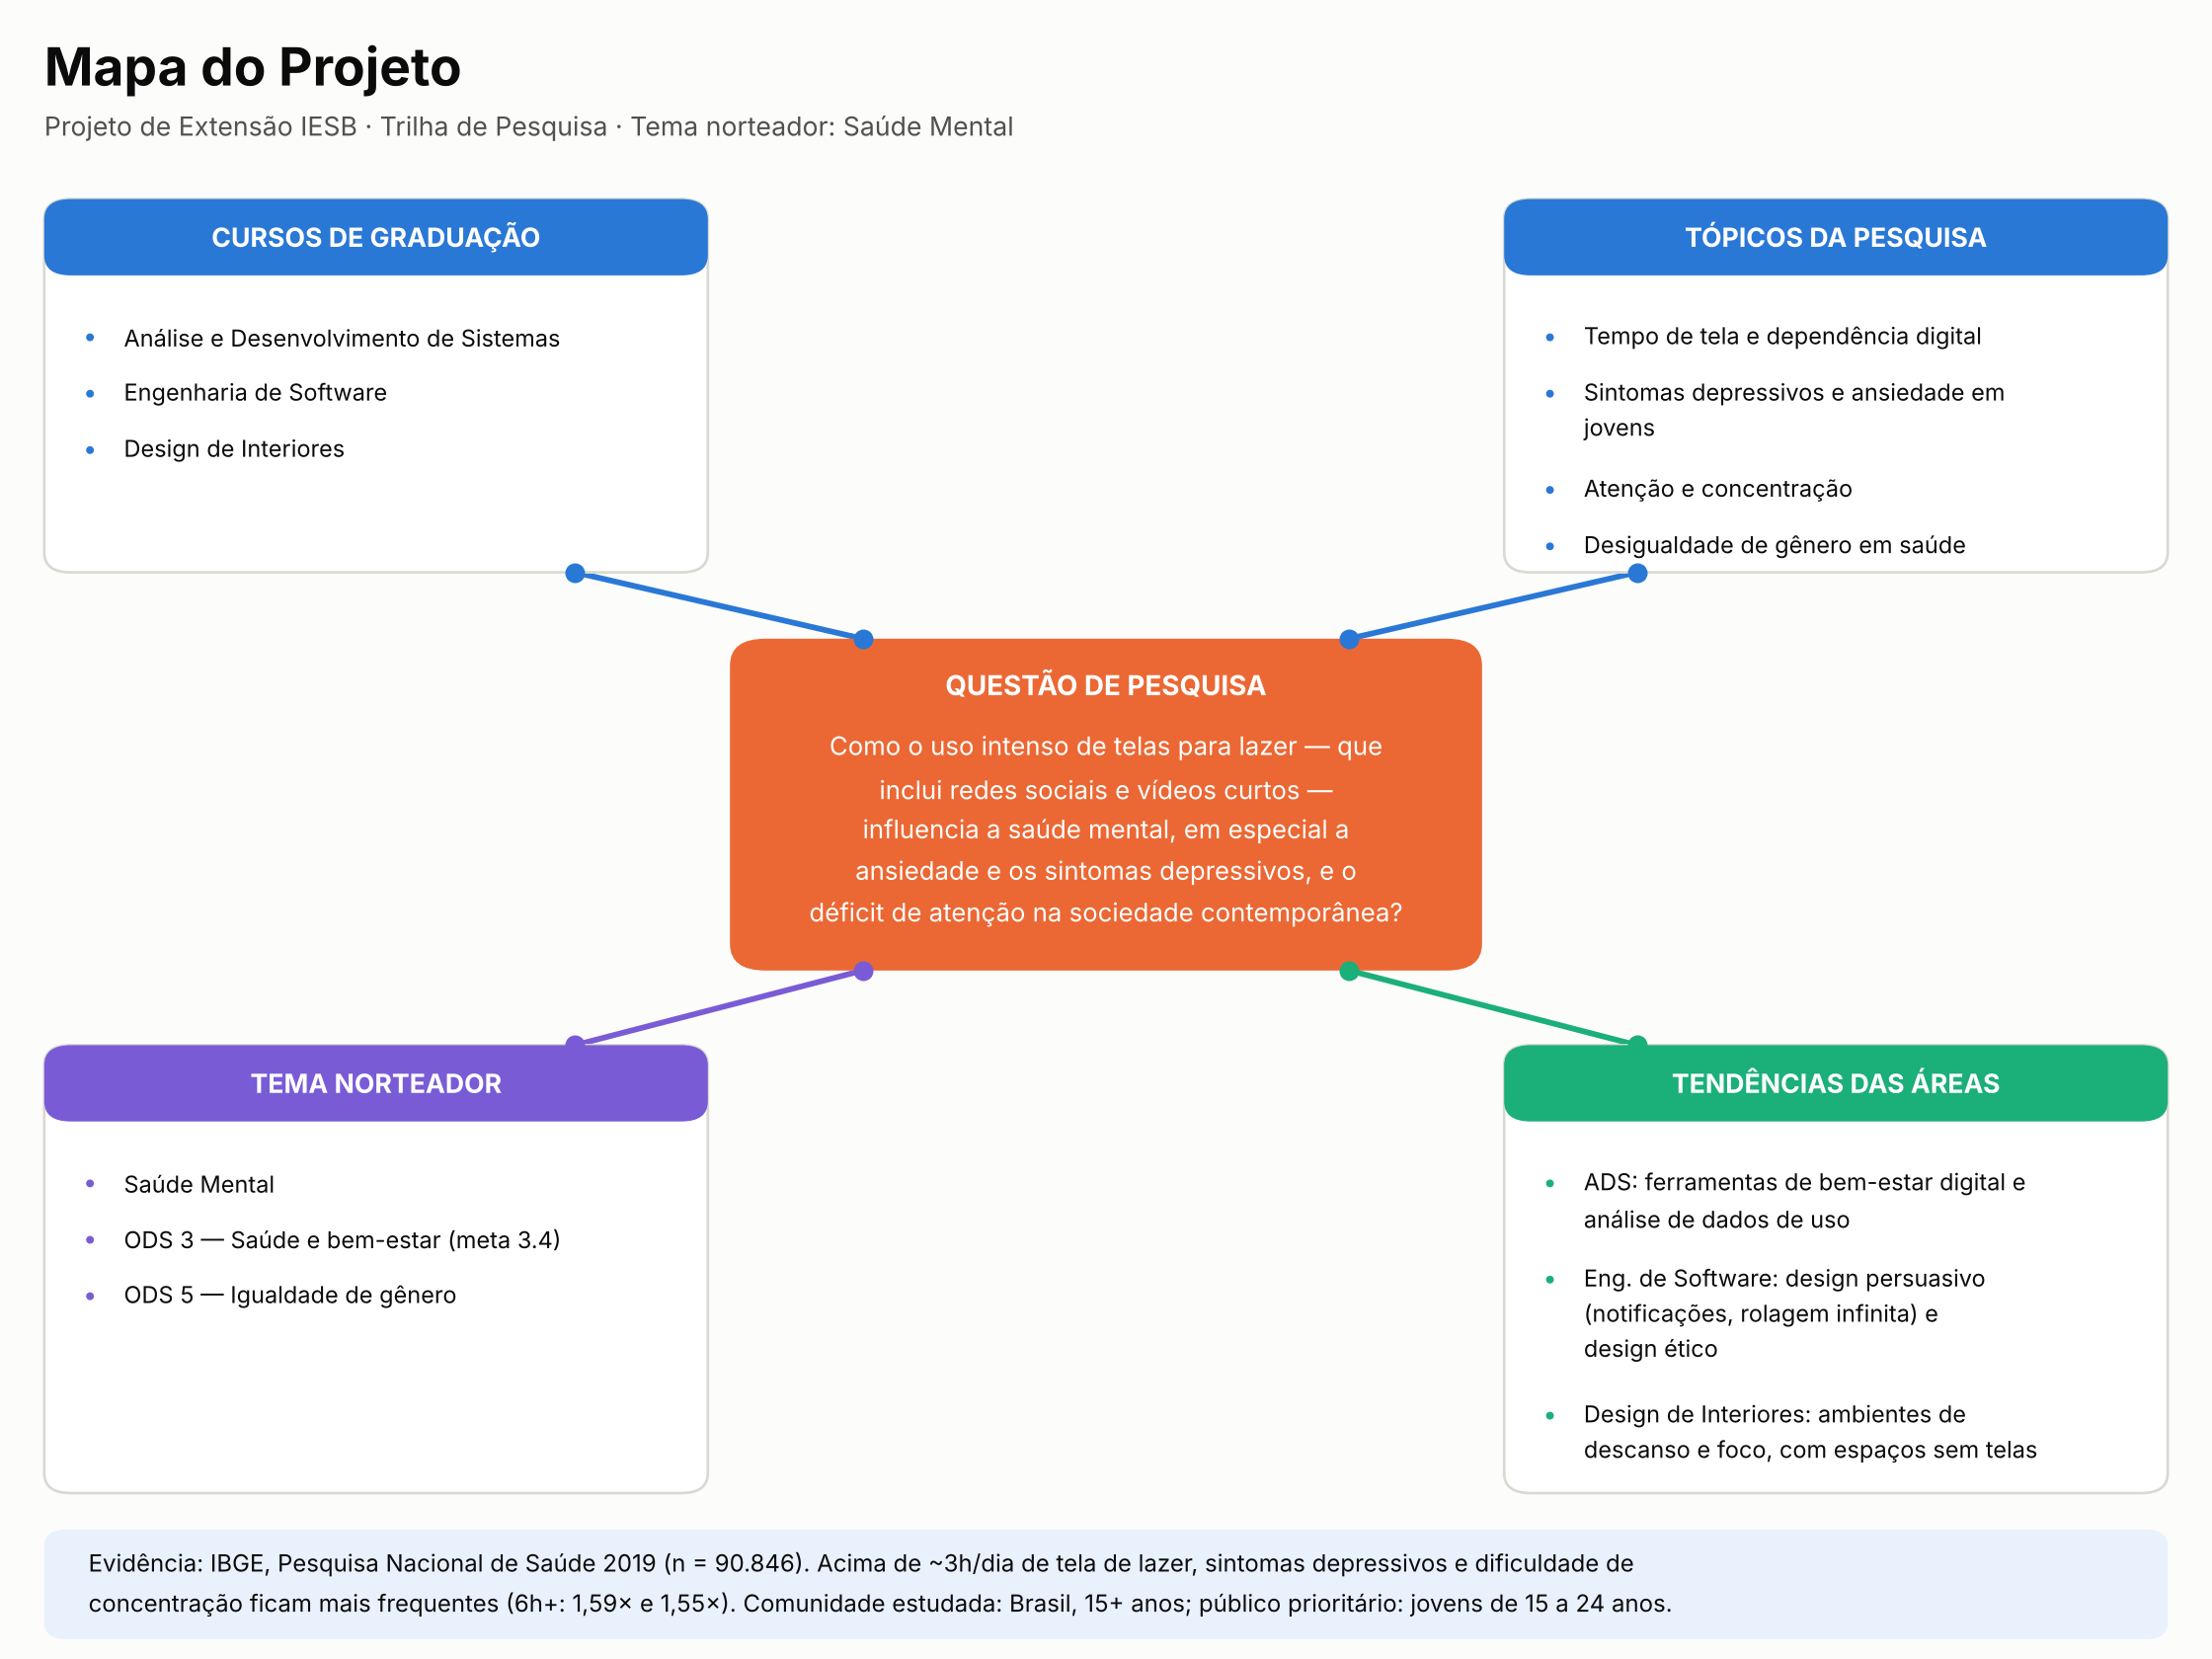 Mapa do Projeto
Projeto de Extensão IESB · Trilha de Pesquisa · Tema norteador: Saúde Mental
CURSOS DE GRADUAÇÃO
• Análise e Desenvolvimento de Sistemas
• Engenharia de Software
• Design de Interiores
TÓPICOS DA PESQUISA
• Tempo de tela e dependência digital
• Sintomas depressivos e ansiedade em
jovens
• Atenção e concentração
• Desigualdade de gênero em saúde
QUESTÃO DE PESQUISA
Como o uso intenso de telas para lazer — que
inclui redes sociais e vídeos curtos —
influencia a saúde mental, em especial a
ansiedade e os sintomas depressivos, e o
déficit de atenção na sociedade contemporânea?
TEMA NORTEADOR
• Saúde Mental
• ODS 3 — Saúde e bem-estar (meta 3.4)
• ODS 5 — Igualdade de gênero
TENDÊNCIAS DAS ÁREAS
• ADS: ferramentas de bem-estar digital e
análise de dados de uso
• Eng. de Software: design persuasivo
(notificações, rolagem infinita) e
design ético
• Design de Interiores: ambientes de
descanso e foco, com espaços sem telas
Evidência: IBGE, Pesquisa Nacional de Saúde 2019 (n = 90.846). Acima de ~3h/dia de tela de lazer, sintomas depressivos e dificuldade de
concentração ficam mais frequentes (6h+: 1,59× e 1,55×). Comunidade estudada: Brasil, 15+ anos; público prioritário: jovens de 15 a 24 anos.